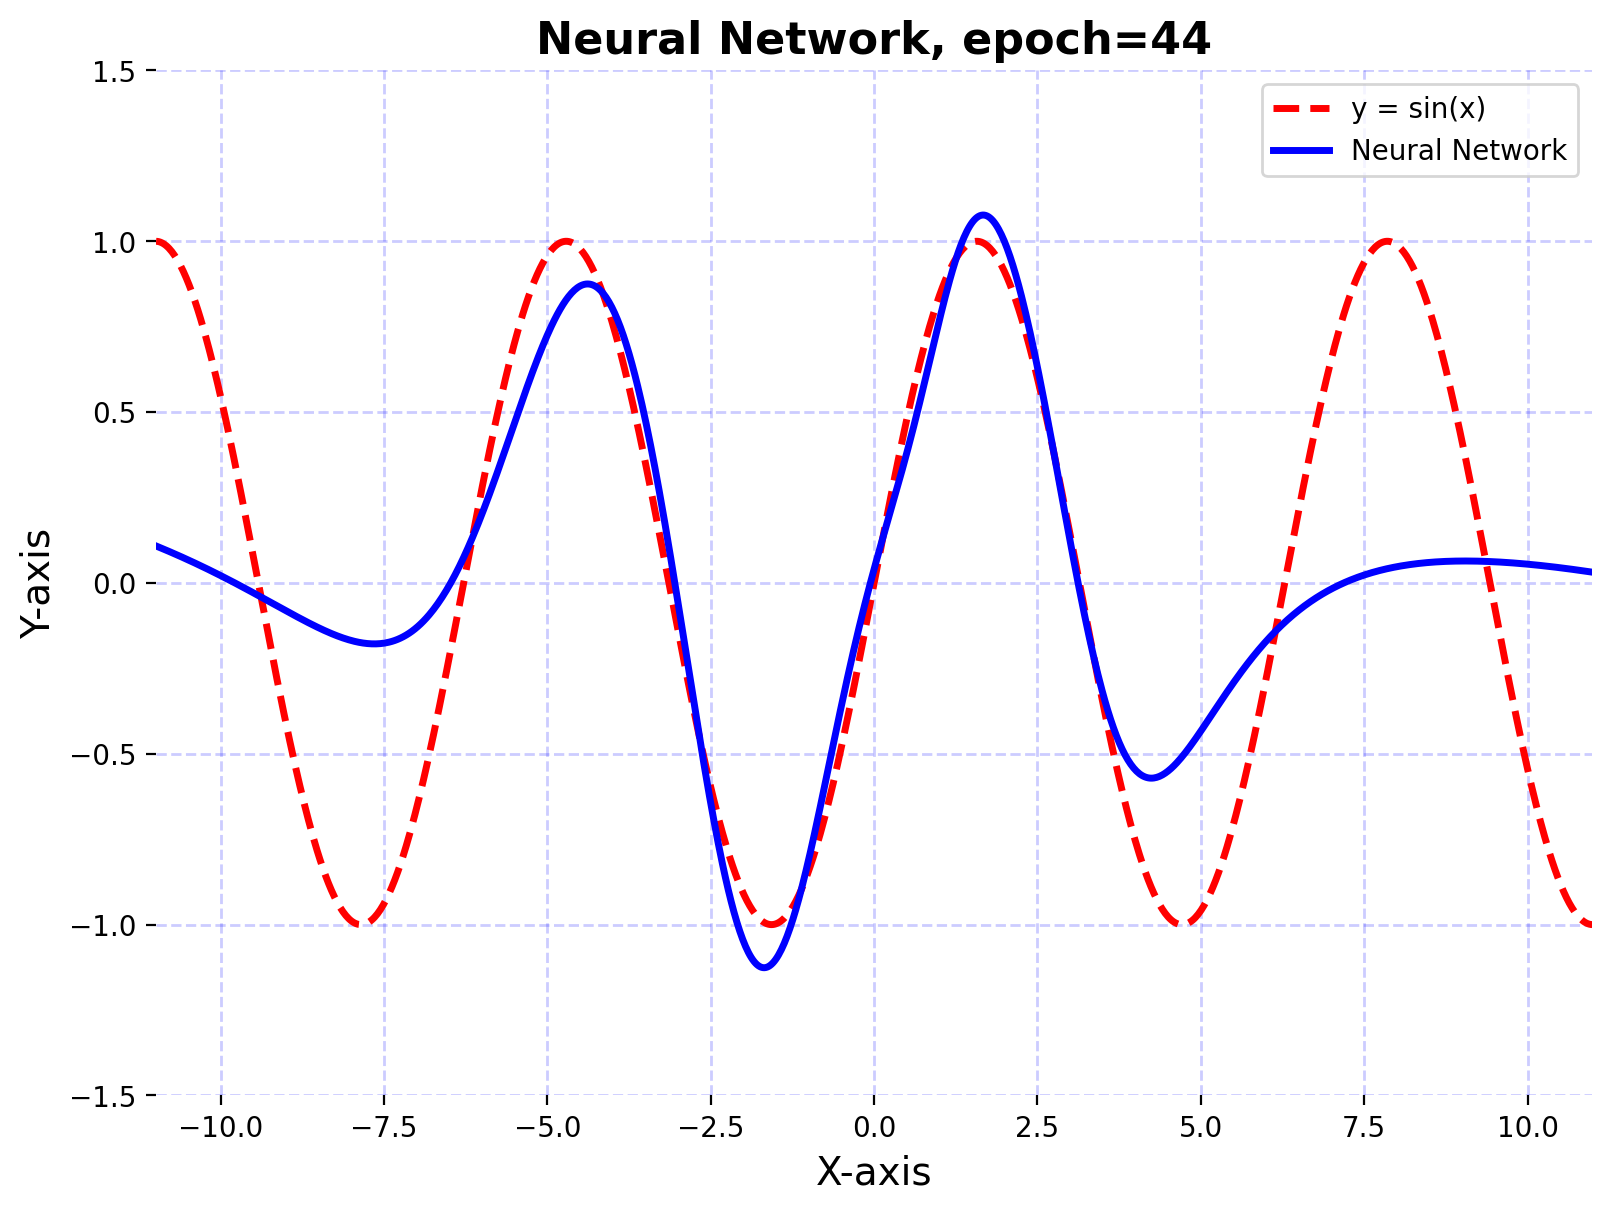 Neural Network, epoch=44
y = sin(x)
Neural Network
Y-axis
1.5
1.0
0.5
0.0
−0.5
−1.0
−1.5
−10.0 −7.5 −5.0 −2.5 0.0 2.5 5.0 7.5 10.0
X-axis